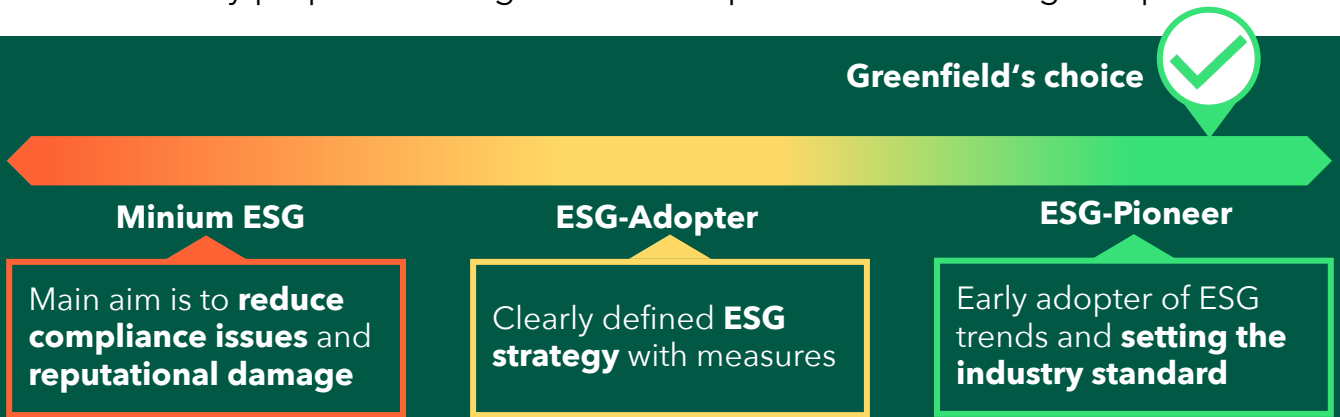 Greenfield‘s choice
Minium ESG
ESG-Adopter
ESG-Pioneer
Main aim is to reduce
compliance issues and
reputational damage
Clearly defined ESG
strategy with measures
Early adopter of ESG
trends and setting the
industry standard